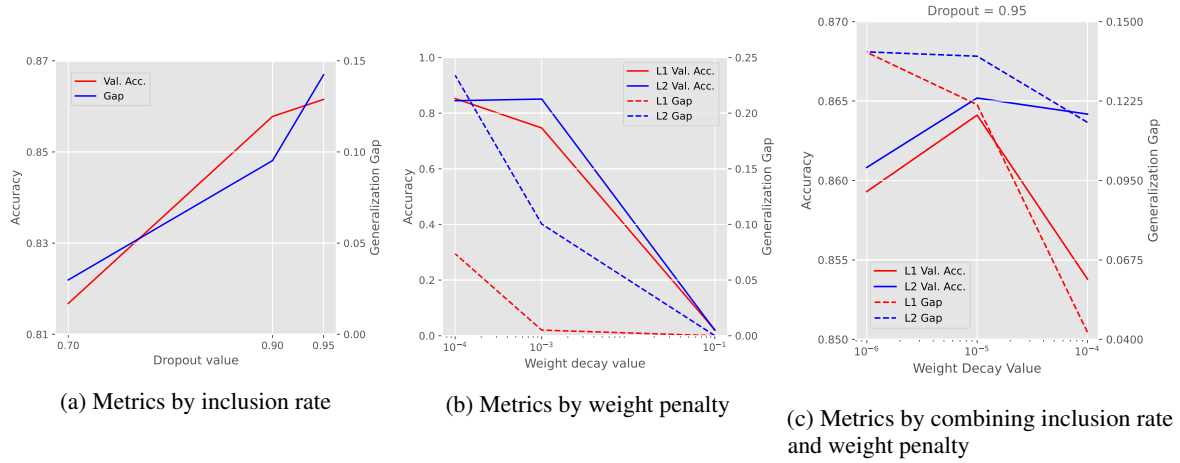 0.87
0.85
0.83
0.81
Accuracy
Val. Acc.
Gap
0.15
0.10
0.05
0.00
Generalization Gap
0.70
0.90
0.95
Dropout value
(a) Metrics by inclusion rate
1.0
0.8
0.6
0.4
0.2
0.0
Accuracy
L1 Val. Acc.
L2 Val. Acc.
L1 Gap
L2 Gap
0.25
0.20
0.15
0.10
0.05
0.00
Generalization Gap
10⁻⁴
10⁻³
10⁻¹
Weight decay value
(b) Metrics by weight penalty
Dropout = 0.95
0.870
0.865
0.860
0.855
0.850
Accuracy
L1 Val. Acc.
L2 Val. Acc.
L1 Gap
L2 Gap
0.1500
0.1225
0.0950
0.0675
0.0400
Generalization Gap
10⁻⁶
10⁻⁵
10⁻⁴
Weight Decay Value
(c) Metrics by combining inclusion rate
and weight penalty